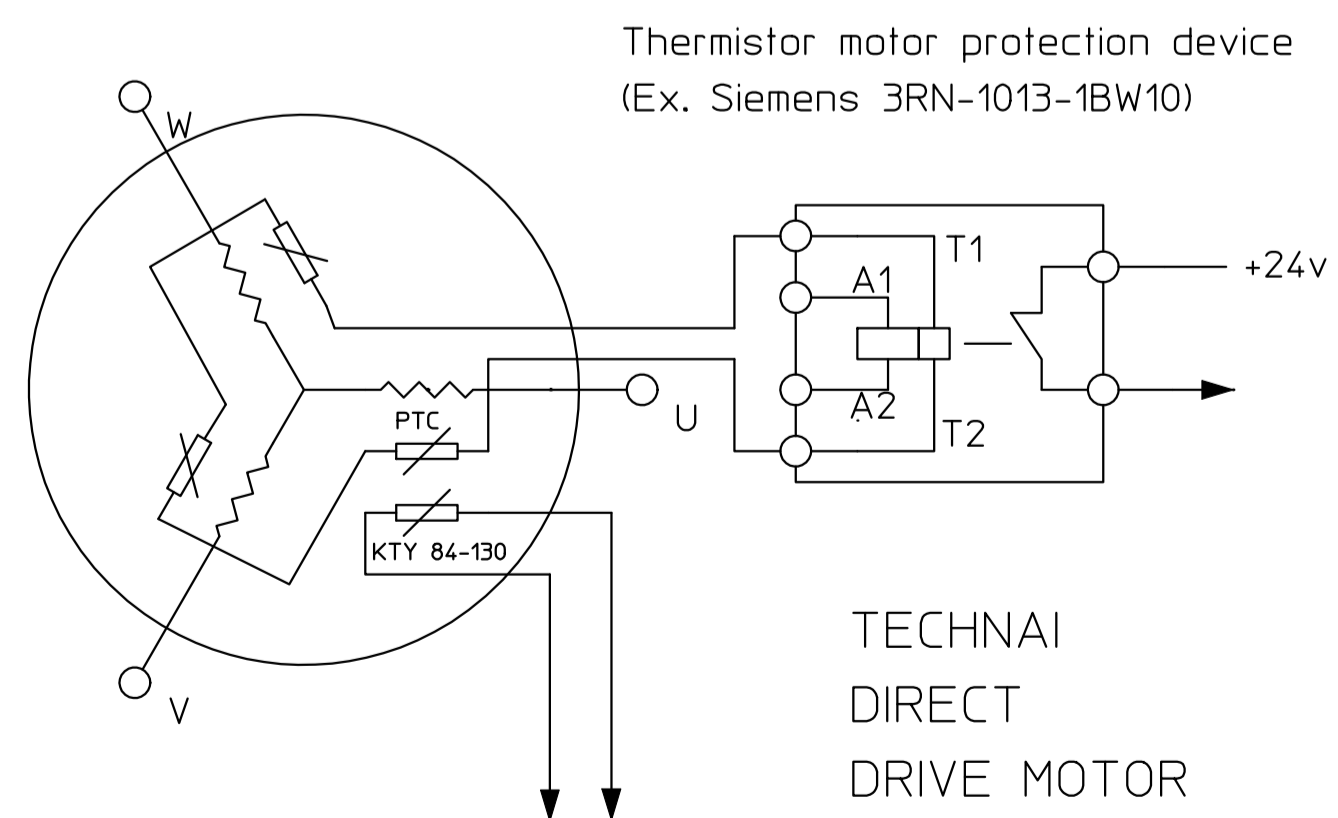 Thermistor motor protection device
(Ex. Siemens 3RN-1013-1BW10)
W
T1
A1
+24v
PTC
U
A2
T2
KTY 84-130
V
TECHNAI
DIRECT
DRIVE MOTOR